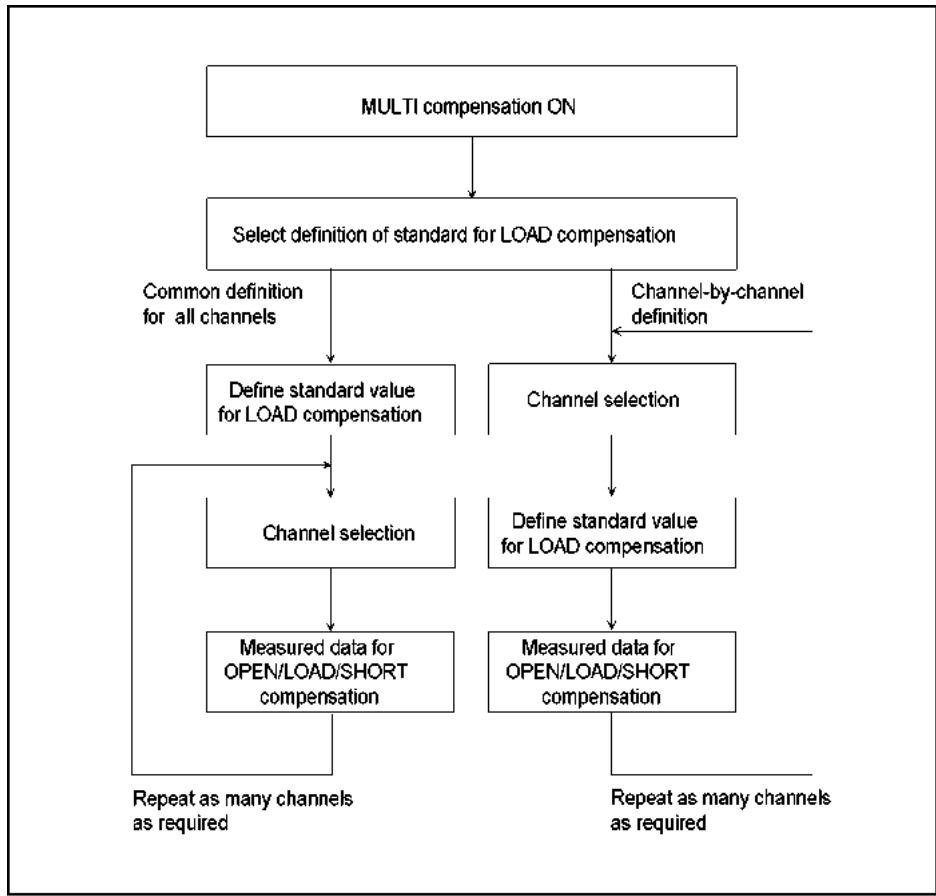 MULTI compensation ON
Select definition of standard for LOAD compensation
Common definition
for all channels
Channel-by-channel
definition
Define standard value
for LOAD compensation
Channel selection
Channel selection
Define standard value
for LOAD compensation
Measured data for
OPEN/LOAD/SHORT
compensation
Measured data for
OPEN/LOAD/SHORT
compensation
Repeat as many channels
as required
Repeat as many channels
as required